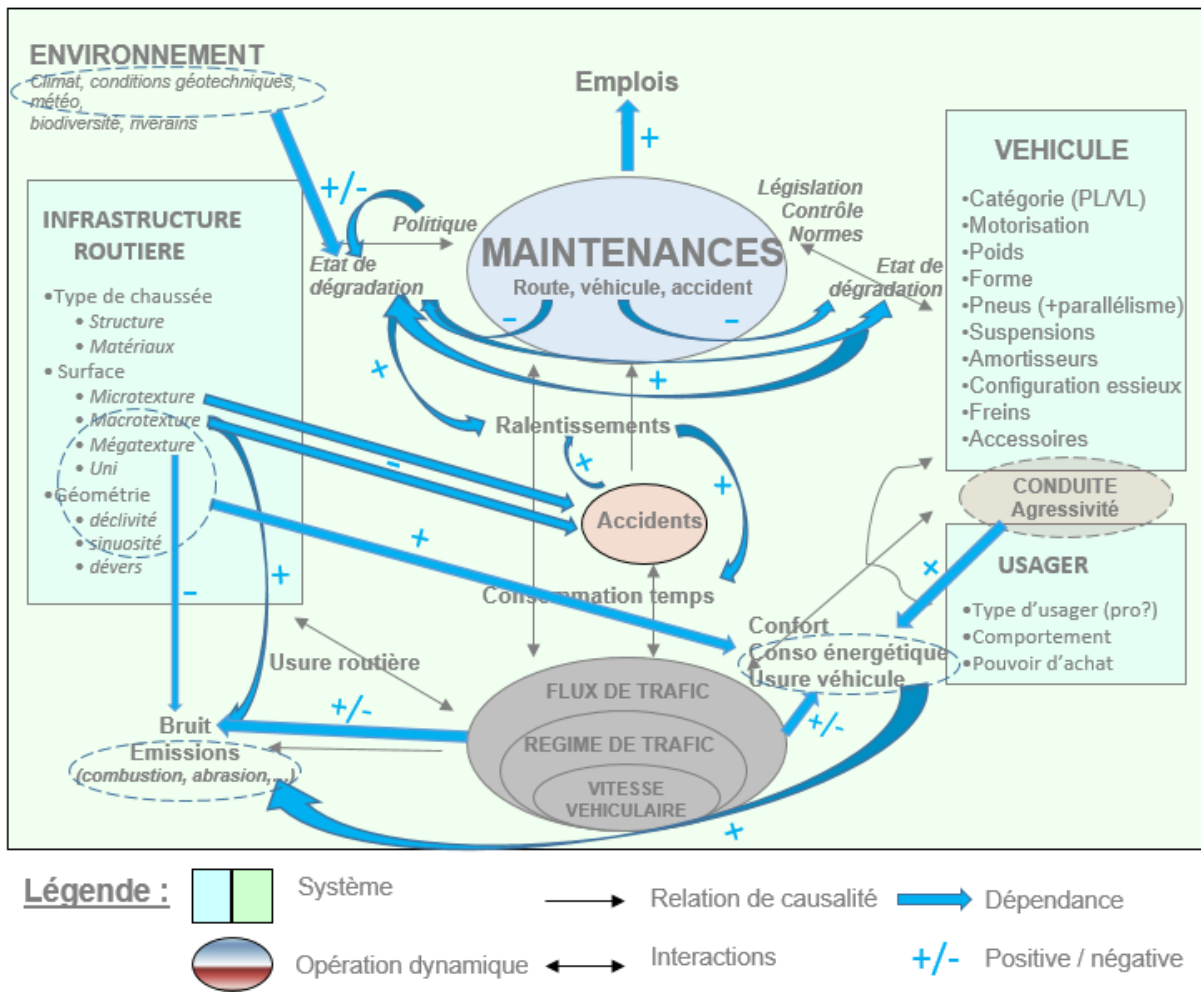 ENVIRONNEMENT
Climat, conditions géotechniques,
météo,
biodiversité, riverains
Emplois
+
+/-
VEHICULE
•Catégorie (PL/VL)
•Motorisation
•Poids
•Forme
•Pneus (+parallélisme)
•Suspensions
•Amortisseurs
•Configuration essieux
•Freins
•Accessoires
INFRASTRUCTURE
ROUTIERE
•Type de chaussée
• Structure
• Matériaux
• Surface
• Microtexture
• Macrotexture
• Mégatexture
• Uni
•Géométrie
• déclivité
• sinuosité
• dévers
Politique
Etat de
dégradation
MAINTENANCES
Route, véhicule, accident
Législation
Contrôle
Normes
Etat de
dégradation
-
-
+
+
Ralentissements
+
+
-
Accidents
+
CONDUITE
Agressivité
+
USAGER
•Type d'usager (pro?)
•Comportement
•Pouvoir d'achat
-
+
Consommation temps
Confort
Conso énergétique
Usure véhicule
Usure routière
+/-
+/-
FLUX DE TRAFIC
REGIME DE TRAFIC
VITESSE
VEHICULAIRE
Bruit
Emissions
(combustion, abrasion,...)
+
Légende :
Système
Relation de causalité
Dépendance
Opération dynamique
Interactions
+/-
Positive / négative